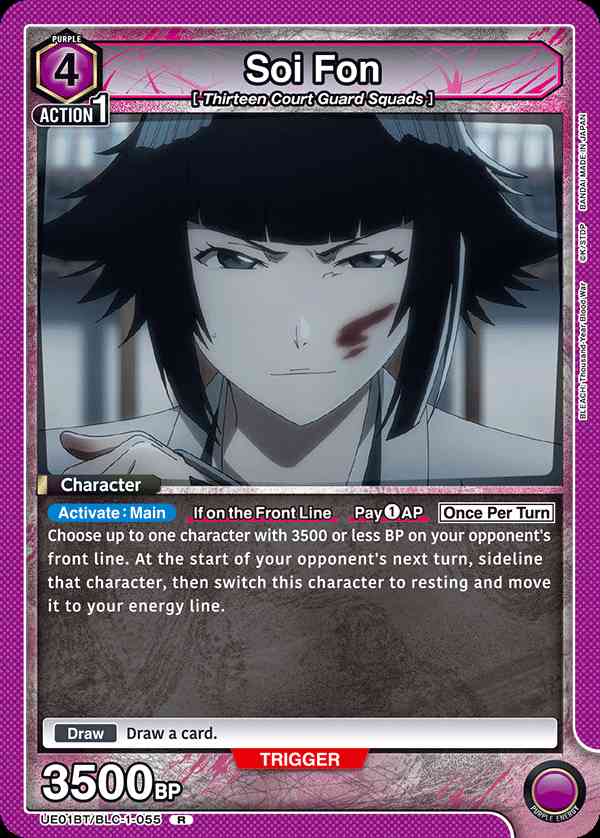 PURPLE
4
ACTION 1
Soi Fon
[ Thirteen Court Guard Squads ]
BLEACH: Thousand-Year Blood War ©K/STDP BANDAI MADE IN JAPAN
Character
Activate: Main If on the Front Line Pay 1 AP Once Per Turn
Choose up to one character with 3500 or less BP on your opponent's
front line. At the start of your opponent's next turn, sideline
that character, then switch this character to resting and move
it to your energy line.
Draw Draw a card.
TRIGGER
3500 BP
UE01BT/BLC-1-055 R
PURPLE ENERGY